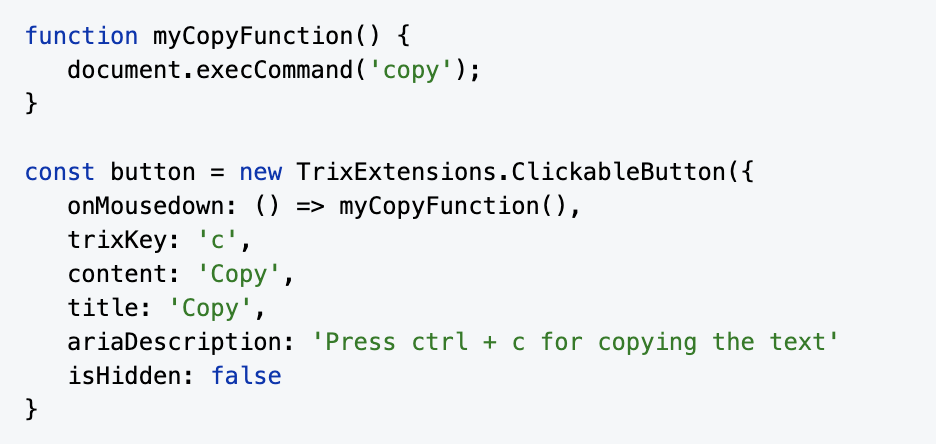 function myCopyFunction() {
   document.execCommand('copy');
}

const button = new TrixExtensions.ClickableButton({
   onMousedown: () => myCopyFunction(),
   trixKey: 'c',
   content: 'Copy',
   title: 'Copy',
   ariaDescription: 'Press ctrl + c for copying the text'
   isHidden: false
}